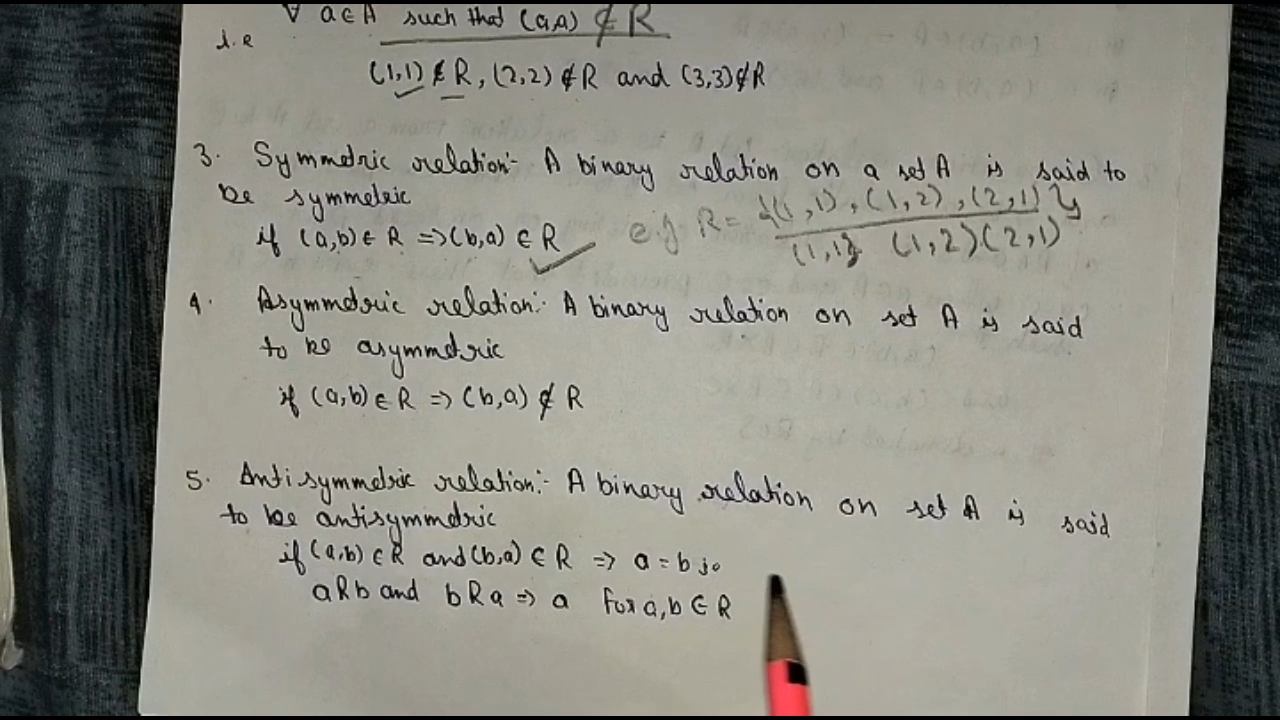 ∀ a∈A such that (a,a) ∉ R
i.e
(1,1) ∉ R, (2,2) ∉ R and (3,3) ∉ R
3. Symmetric relation:- A binary relation on a set A is said to
be symmetric
if (a,b) ∈ R => (b,a) ∈ R
e.g R = {(1,1), (1,2), (2,1)}
(1,1) (1,2) (2,1)
4. Asymmetric relation:- A binary relation on set A is said
to be asymmetric
if (a,b) ∈ R => (b,a) ∉ R
5. Antisymmetric relation:- A binary relation on set A is said
to be antisymmetric
if (a,b) ∈ R and (b,a) ∈ R => a = b i.
aRb and bRa => a for a,b ∈ R